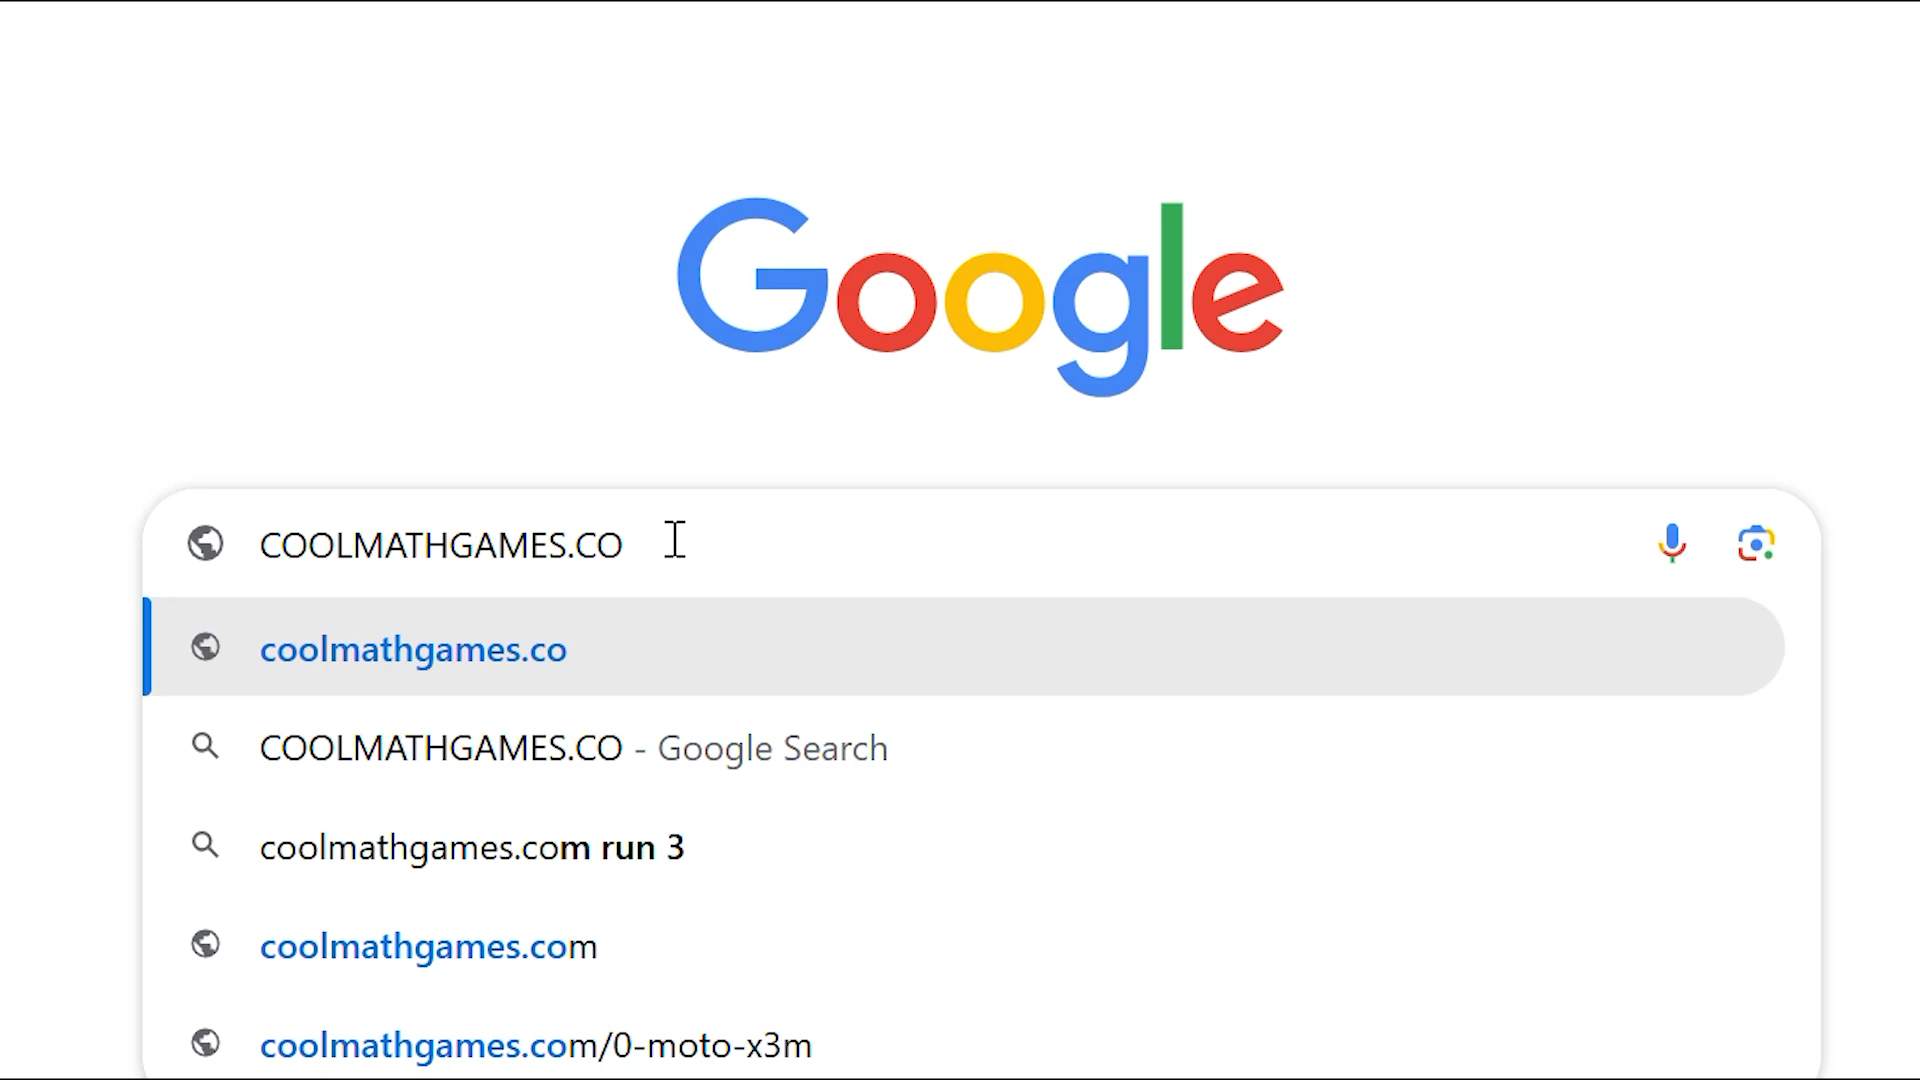 Google
COOLMATHGAMES.CO
coolmathgames.co
COOLMATHGAMES.CO - Google Search
coolmathgames.com run 3
coolmathgames.com
coolmathgames.com/0-moto-x3m